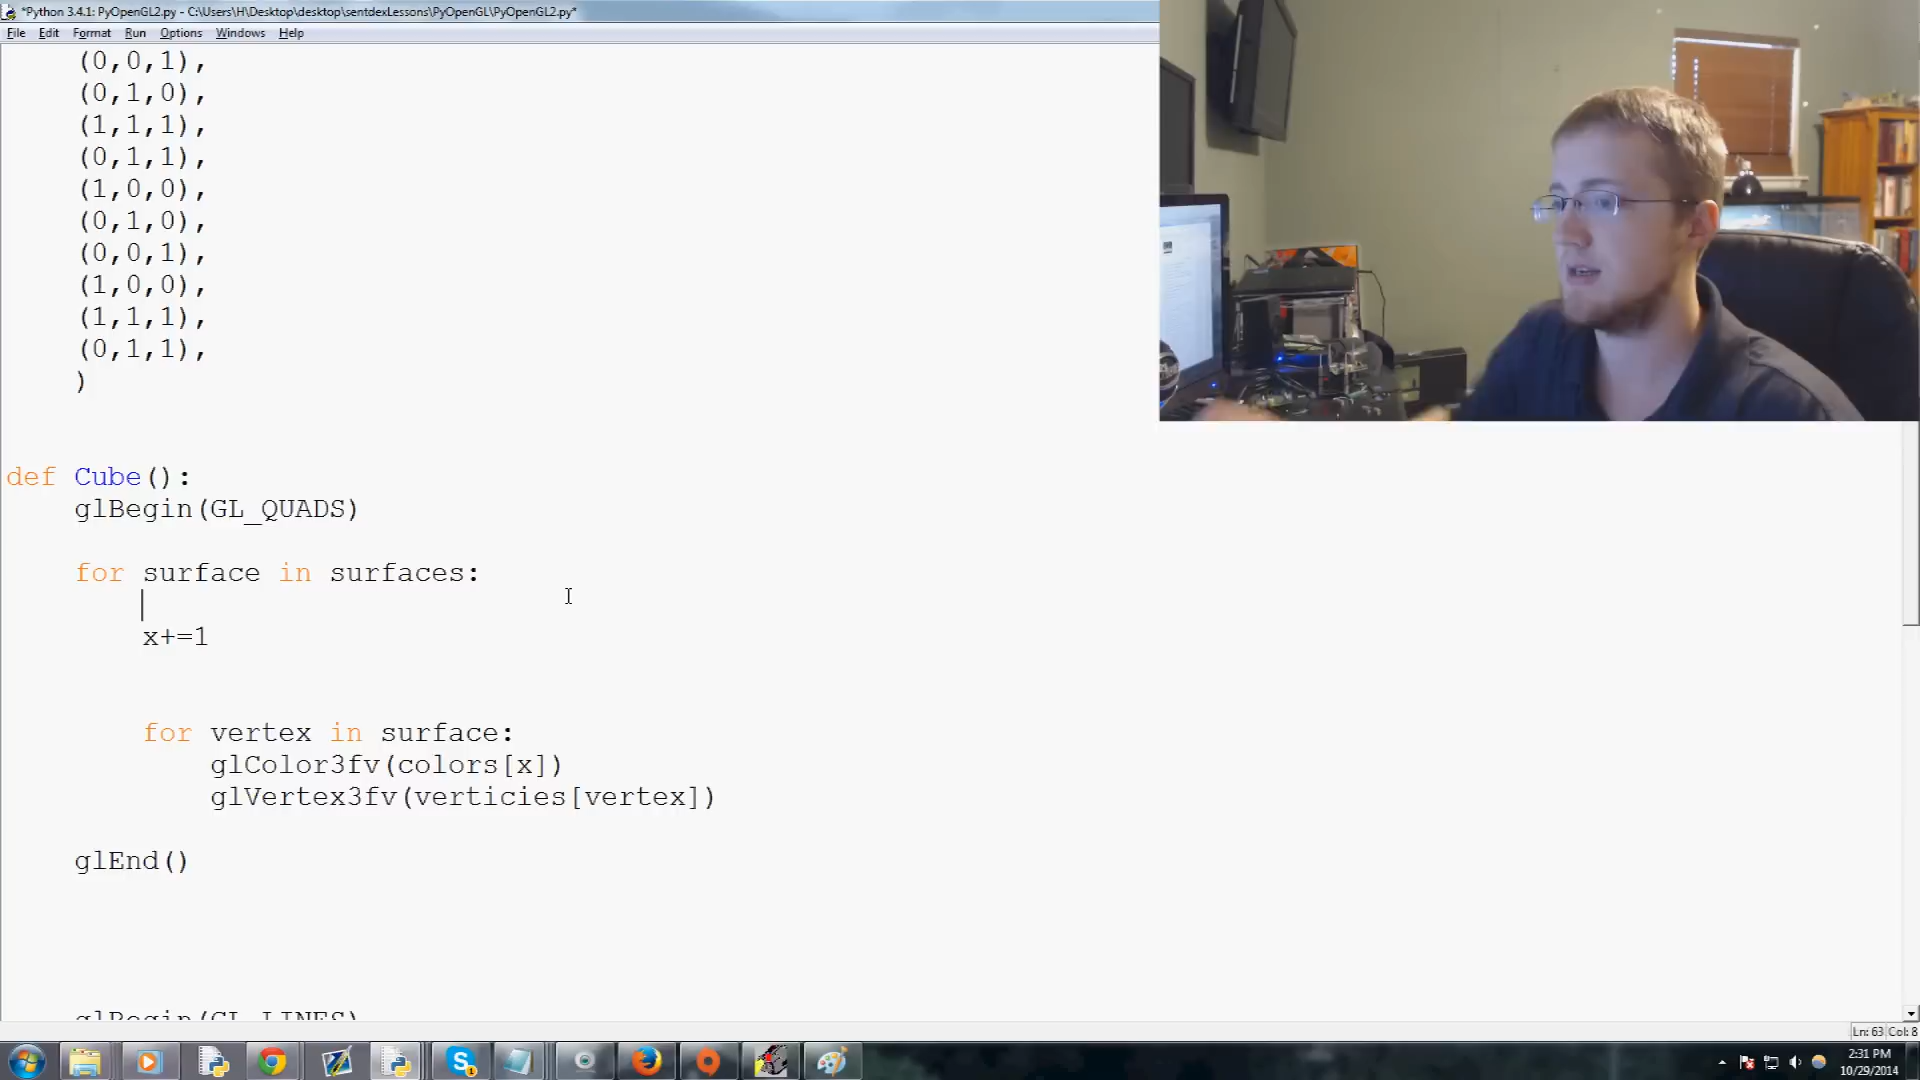 *Python 3.4.1: PyOpenGL2.py - C:\Users\H\Desktop\desktop\sentdexLessons\PyOpenGL\PyOpenGL2.py*
File Edit Format Run Options Windows Help
(0,0,1),
(0,1,0),
(1,1,1),
(0,1,1),
(1,0,0),
(0,1,0),
(0,0,1),
(1,0,0),
(1,1,1),
(0,1,1),
)
def Cube():
glBegin(GL_QUADS)
for surface in surfaces:
x+=1
for vertex in surface:
glColor3fv(colors[x])
glVertex3fv(verticies[vertex])
glEnd()
glBegin(GL_LINES)
Ln: 63 Col: 8
2:31 PM
10/29/2014